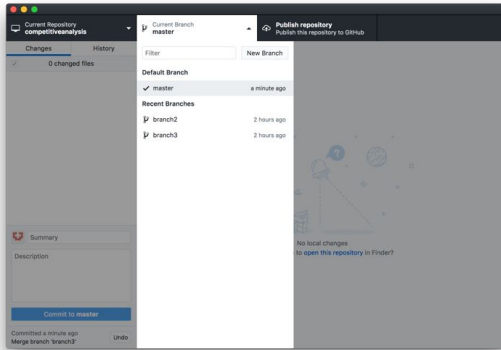 Current Repository
competitiveanalysis
Current Branch
master
Publish repository
Publish this repository to GitHub
Changes
History
0 changed files
Filter
New Branch
Default Branch
master
a minute ago
Recent Branches
branch2
2 hours ago
branch3
2 hours ago
No local changes
to open this repository in Finder?
Summary
Description
Commit to master
Committed a minute ago
Merge branch 'branch3'
Undo